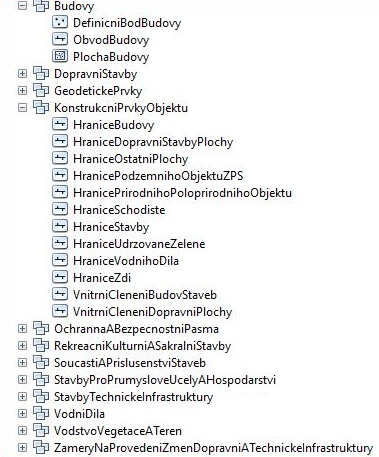 Budovy
DefinicniBodBudovy
ObvodBudovy
PlochaBudovy
DopravniStavby
GeodetickePrvky
KonstrukcniPrvkyObjektu
HraniceBudovy
HraniceDopravniStavbyPlochy
HraniceOstatniPlochy
HranicePodzemnihoObjektuZPS
HranicePrirodnihoPoloprirodnihoObjektu
HraniceSchodiste
HraniceStavby
HraniceUdrzovaneZelene
HraniceVodnihoDila
HraniceZdi
VnitrniCleneniBudovStaveb
VnitrniCleneniDopravniPlochy
OchrannaABezpecnostniPasma
RekreacniKulturniASakralniStavby
SoucastiAPrislusenstviStaveb
StavbyProPrumysloveUcelyAHospodarstvi
StavbyTechnickeInfrastruktury
VodniDila
VodstvoVegetaceATeren
ZameryNaProvedeniZmenDopravniATechnickeInfrastruktury